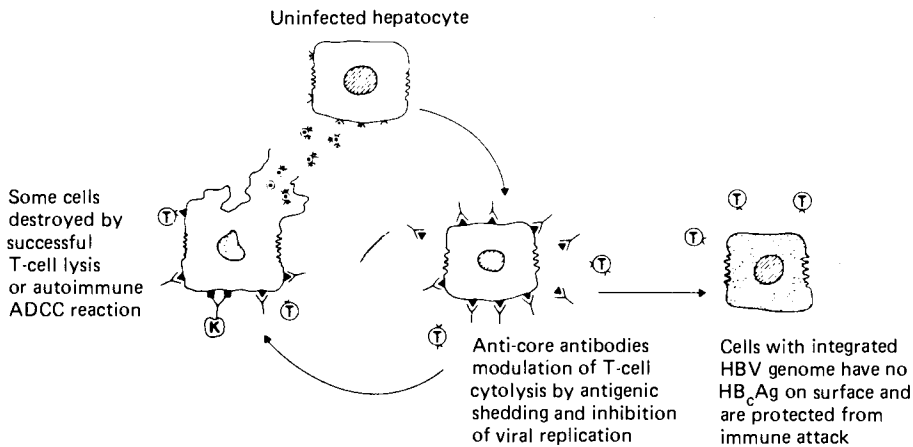 Uninfected hepatocyte
Some cells
destroyed by
successful
T-cell lysis
or autoimmune
ADCC reaction
T
T
K
T
T
Anti-core antibodies
modulation of T-cell
cytolysis by antigenic
shedding and inhibition
of viral replication
T
T
T
Cells with integrated
HBV genome have no
HBcAg on surface and
are protected from
immune attack